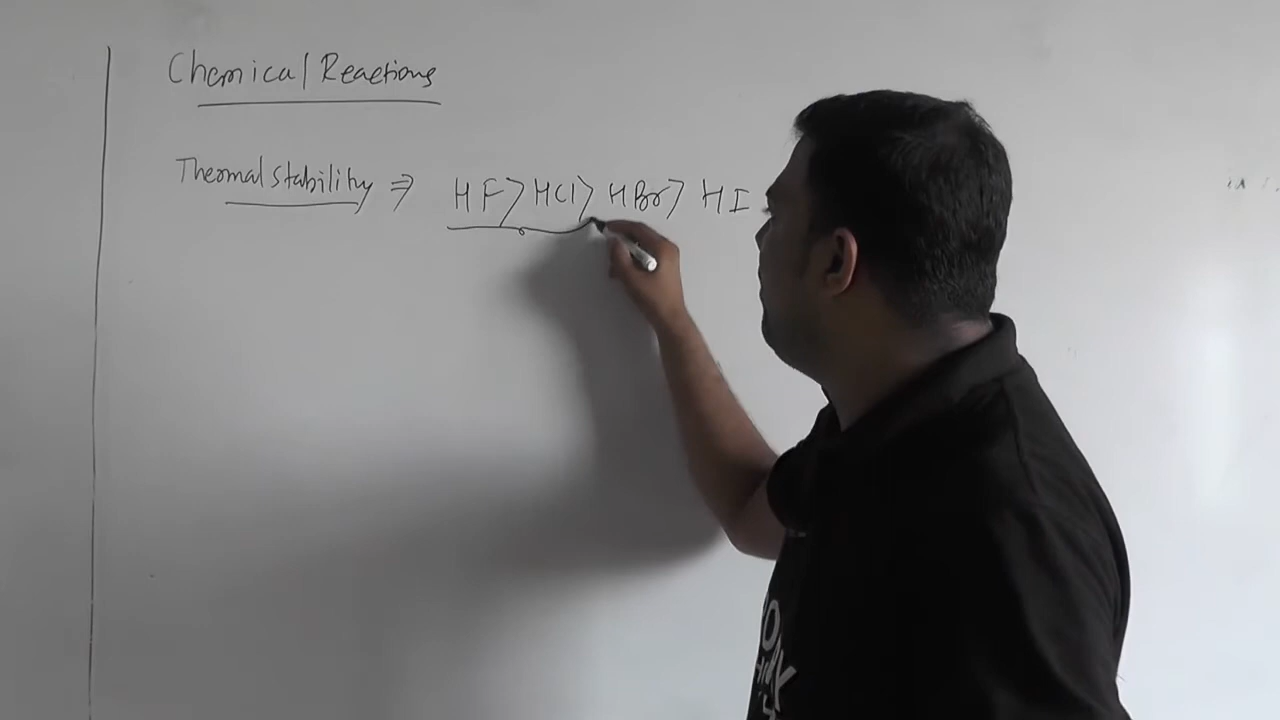 Chemical Reactions
Thermal Stability ⇒ HF > HCl > HBr > HI